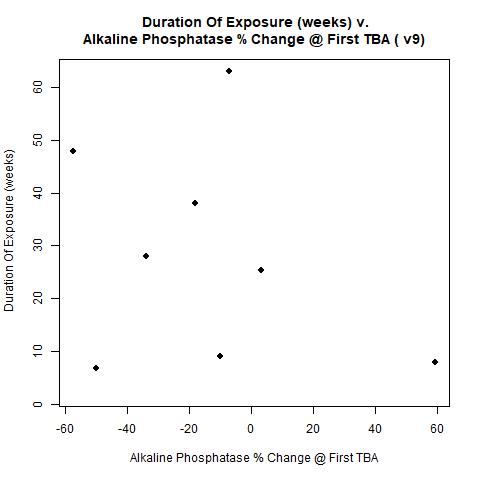 Duration Of Exposure (weeks) v.
Alkaline Phosphatase % Change @ First TBA ( v9)
Duration Of Exposure (weeks)
60
50
40
30
20
10
0
-60 -40 -20 0 20 40 60
Alkaline Phosphatase % Change @ First TBA